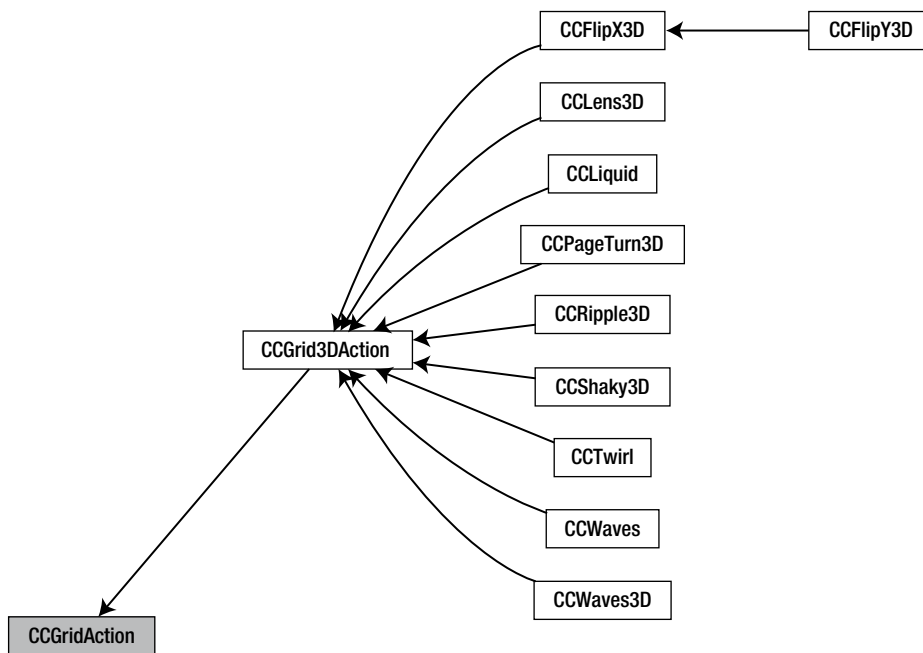 CCFlipX3D
CCFlipY3D
CCLens3D
CCLiquid
CCPageTurn3D
CCRipple3D
CCGrid3DAction
CCShaky3D
CCTwirl
CCWaves
CCWaves3D
CCGridAction